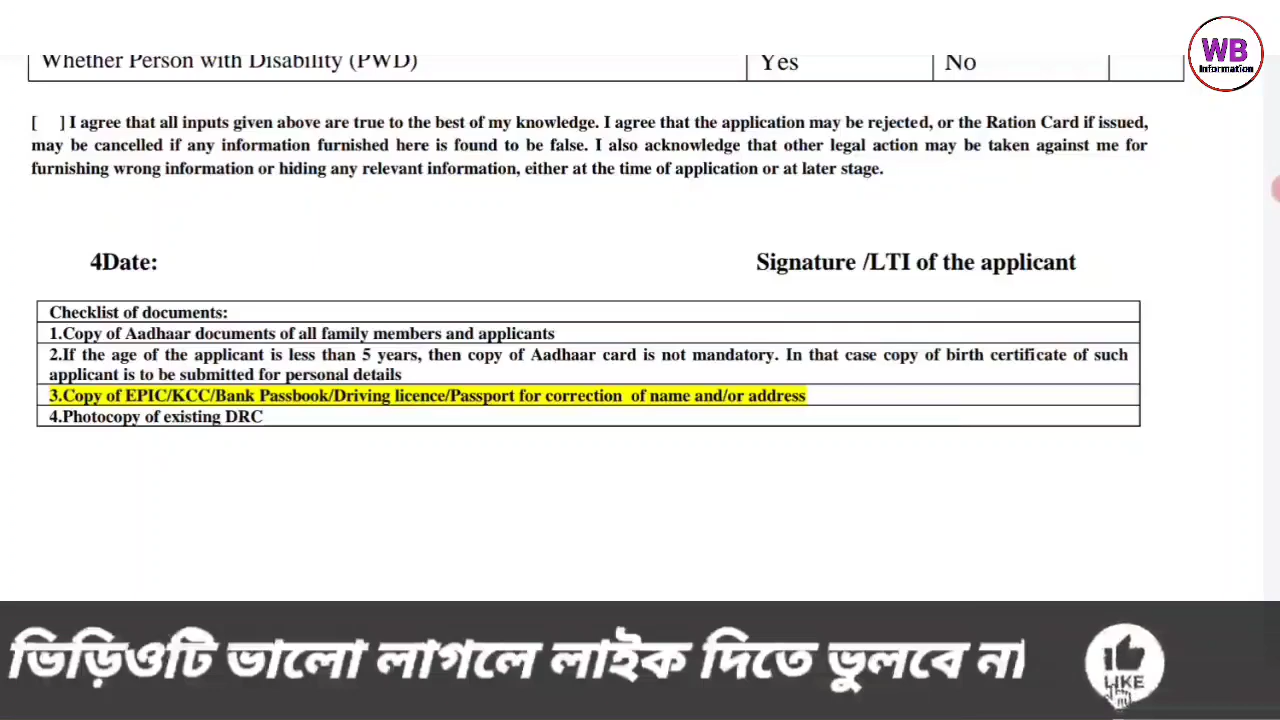 WB
Information
Whether Person with Disability (PWD) Yes No
[ ] I agree that all inputs given above are true to the best of my knowledge. I agree that the application may be rejected, or the Ration Card if issued,
may be cancelled if any information furnished here is found to be false. I also acknowledge that other legal action may be taken against me for
furnishing wrong information or hiding any relevant information, either at the time of application or at later stage.
4Date: Signature /LTI of the applicant
Checklist of documents:
1.Copy of Aadhaar documents of all family members and applicants
2.If the age of the applicant is less than 5 years, then copy of Aadhaar card is not mandatory. In that case copy of birth certificate of such
applicant is to be submitted for personal details
3.Copy of EPIC/KCC/Bank Passbook/Driving licence/Passport for correction of name and/or address
4.Photocopy of existing DRC
ভিডিওটি ভালো লাগলে লাইক দিতে ভুলবে না
LIKE